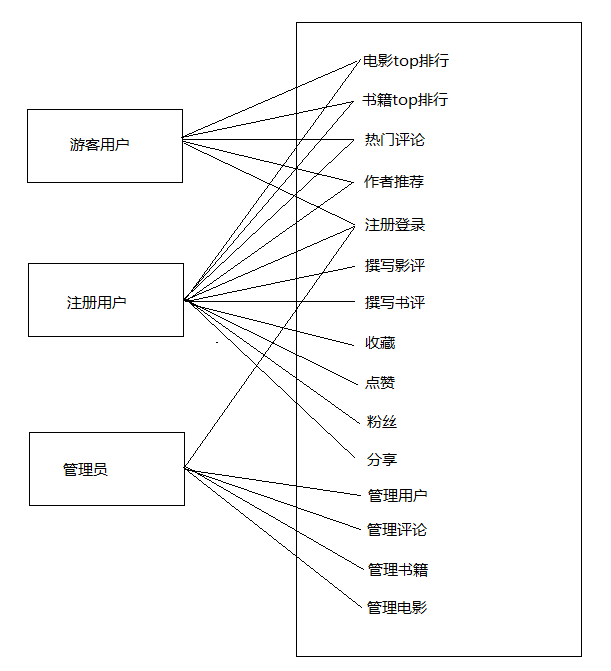 游客用户
注册用户
管理员
电影top排行
书籍top排行
热门评论
作者推荐
注册登录
撰写影评
撰写书评
收藏
点赞
粉丝
分享
管理用户
管理评论
管理书籍
管理电影